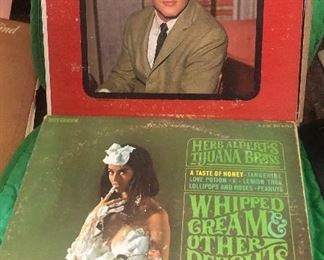 HERB ALPERT'S
TIJUANA BRASS
A TASTE OF HONEY • TANGERINE
LOVE POTION #9 • LEMON TREE
LOLLIPOPS AND ROSES • PEANUTS
WHIPPED
CREAM &
OTHER
DELIGHTS